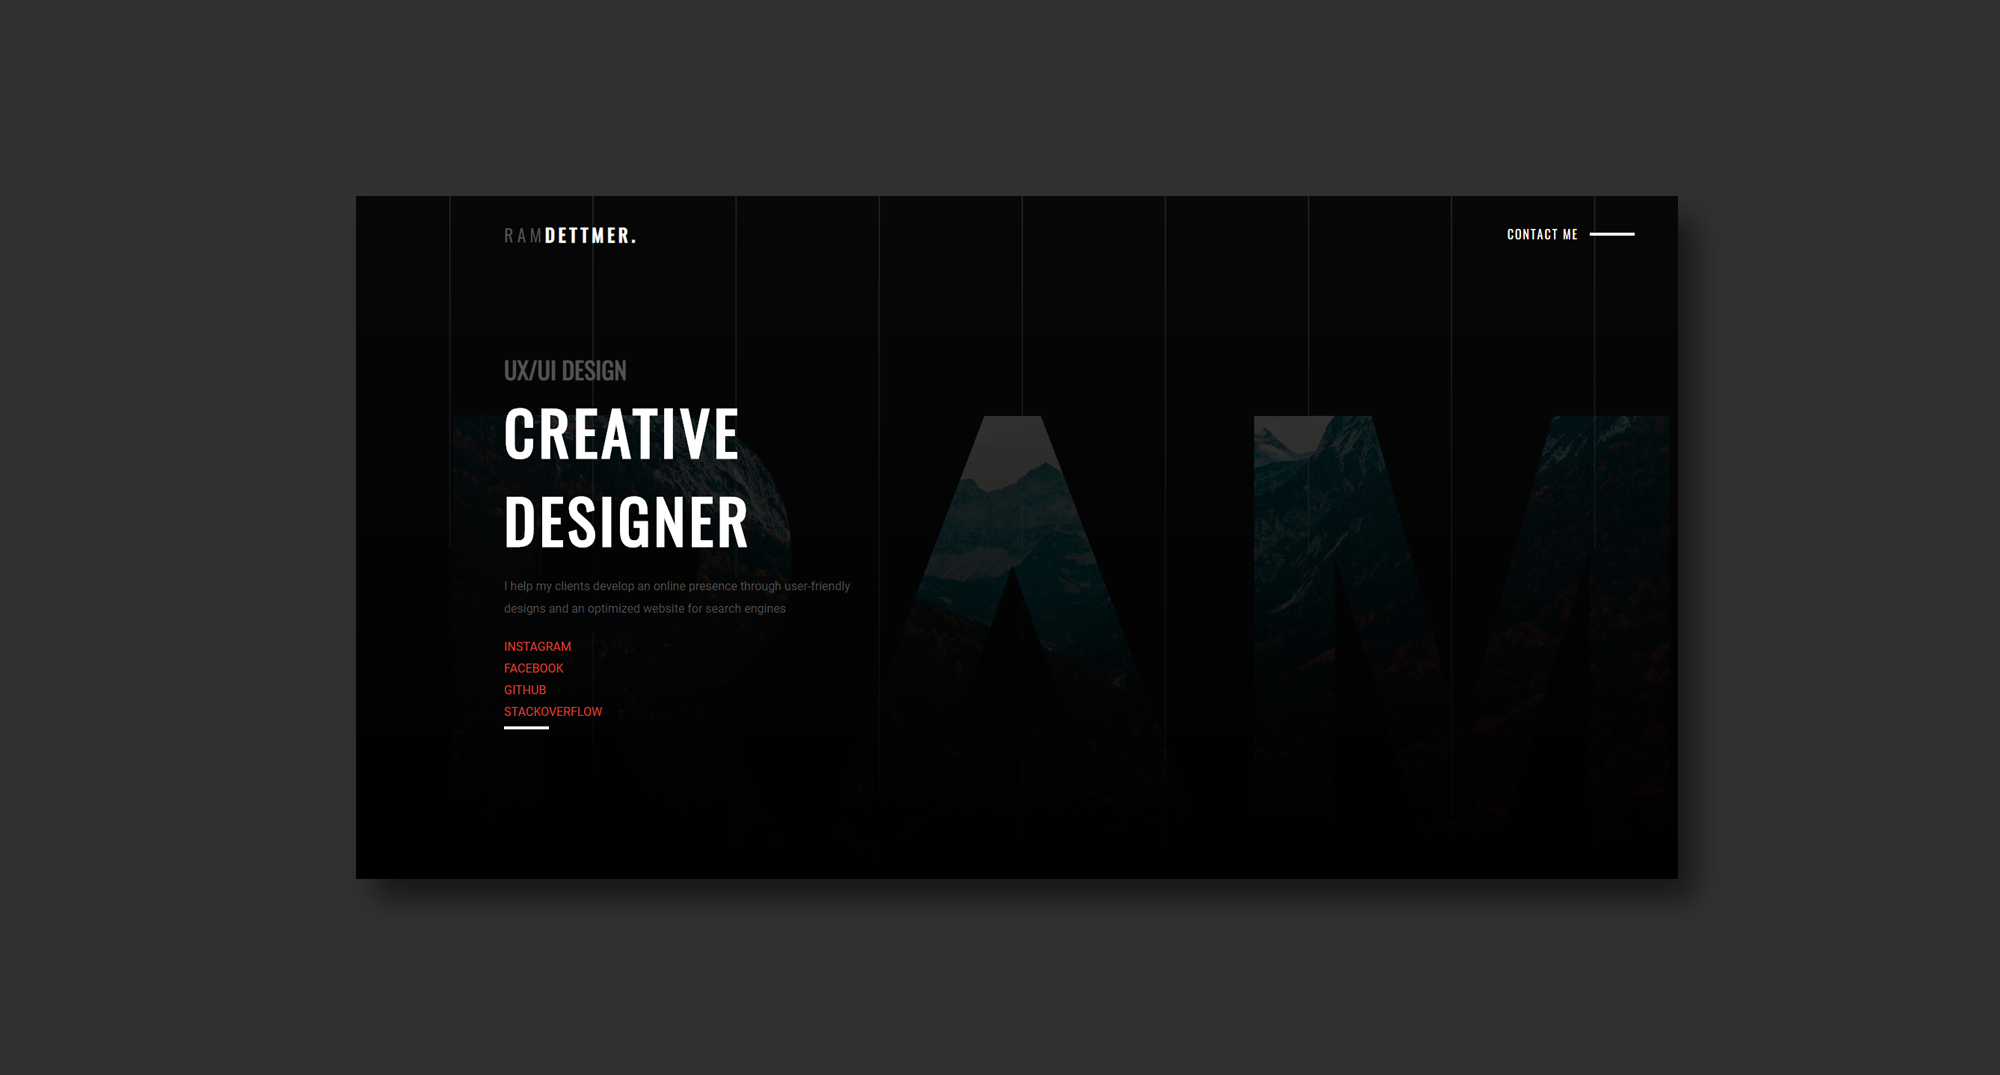 RAMDETTMER.
CONTACT ME
UX/UI DESIGN
CREATIVE
DESIGNER
I help my clients develop an online presence through user-friendly
designs and an optimized website for search engines
INSTAGRAM
FACEBOOK
GITHUB
STACKOVERFLOW
RAM